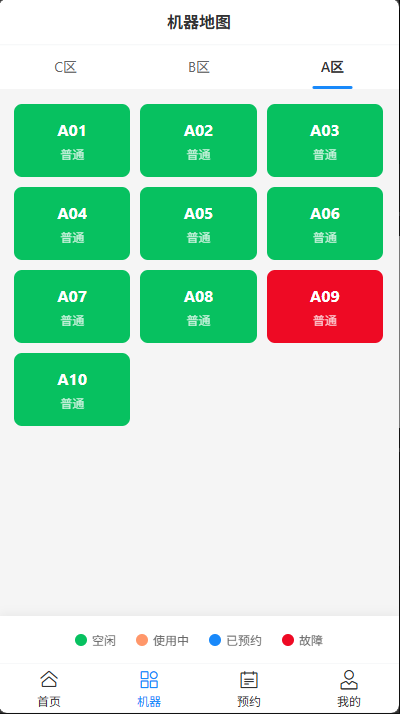 机器地图
C区 B区 A区
A01 A02 A03
普通 普通 普通
A04 A05 A06
普通 普通 普通
A07 A08 A09
普通 普通 普通
A10
普通
空闲 使用中 已预约 故障
首页 机器 预约 我的